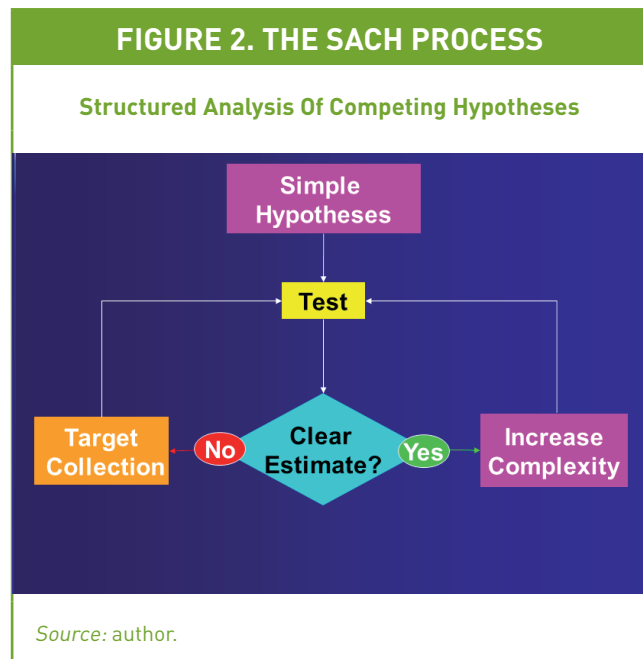 FIGURE 2. THE SACH PROCESS
Structured Analysis Of Competing Hypotheses
Simple
Hypotheses
Test
Target
Collection
No
Clear
Estimate?
Yes
Increase
Complexity
Source: author.